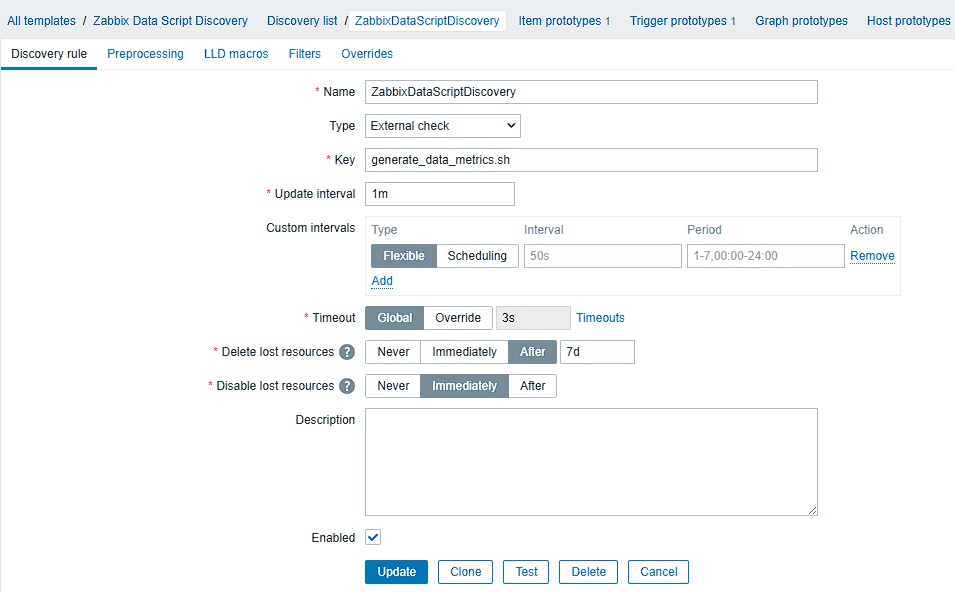 All templates / Zabbix Data Script Discovery Discovery list / ZabbixDataScriptDiscovery Item prototypes 1 Trigger prototypes 1 Graph prototypes Host prototypes
Discovery rule Preprocessing LLD macros Filters Overrides
* Name ZabbixDataScriptDiscovery
Type External check
* Key generate_data_metrics.sh
* Update interval 1m
Custom intervals Type Interval Period Action
Flexible Scheduling 50s 1-7,00:00-24:00 Remove
Add
* Timeout Global Override 3s Timeouts
* Delete lost resources ? Never Immediately After 7d
* Disable lost resources ? Never Immediately After
Description
Enabled
Update Clone Test Delete Cancel